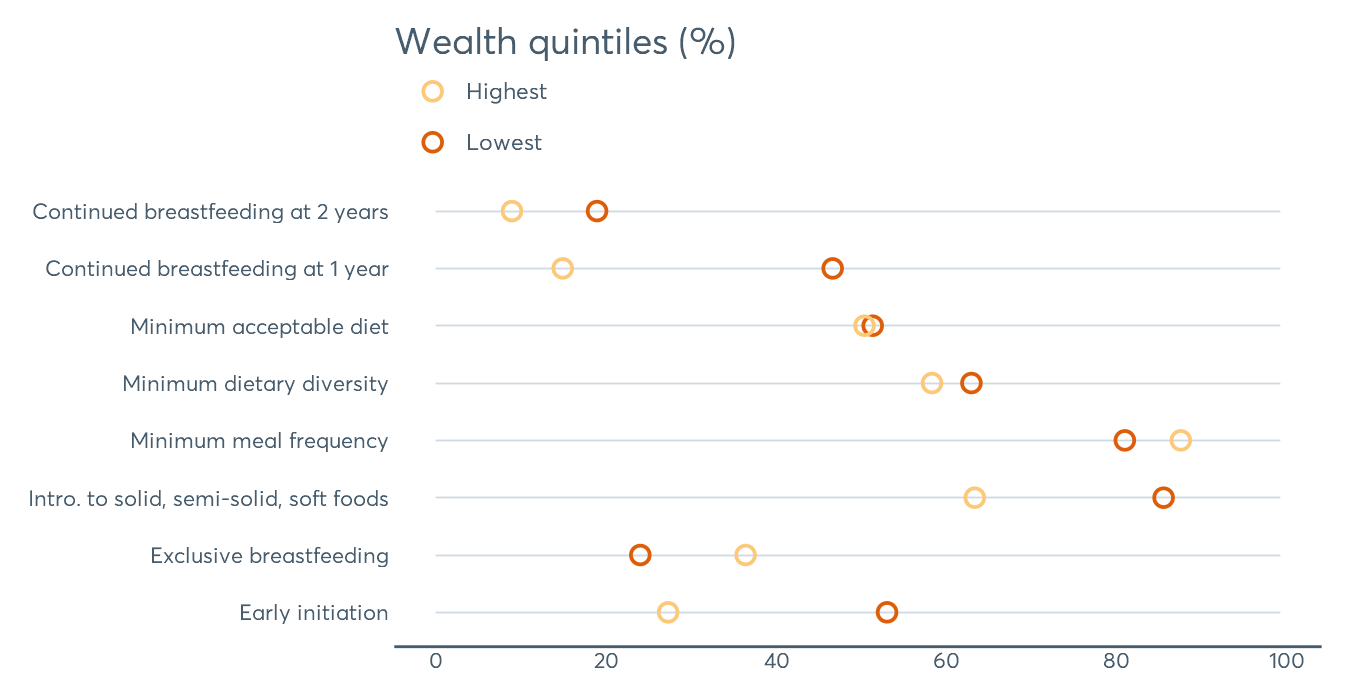 Wealth quintiles (%)
Highest
Lowest
Continued breastfeeding at 2 years
Continued breastfeeding at 1 year
Minimum acceptable diet
Minimum dietary diversity
Minimum meal frequency
Intro. to solid, semi-solid, soft foods
Exclusive breastfeeding
Early initiation
0 20 40 60 80 100